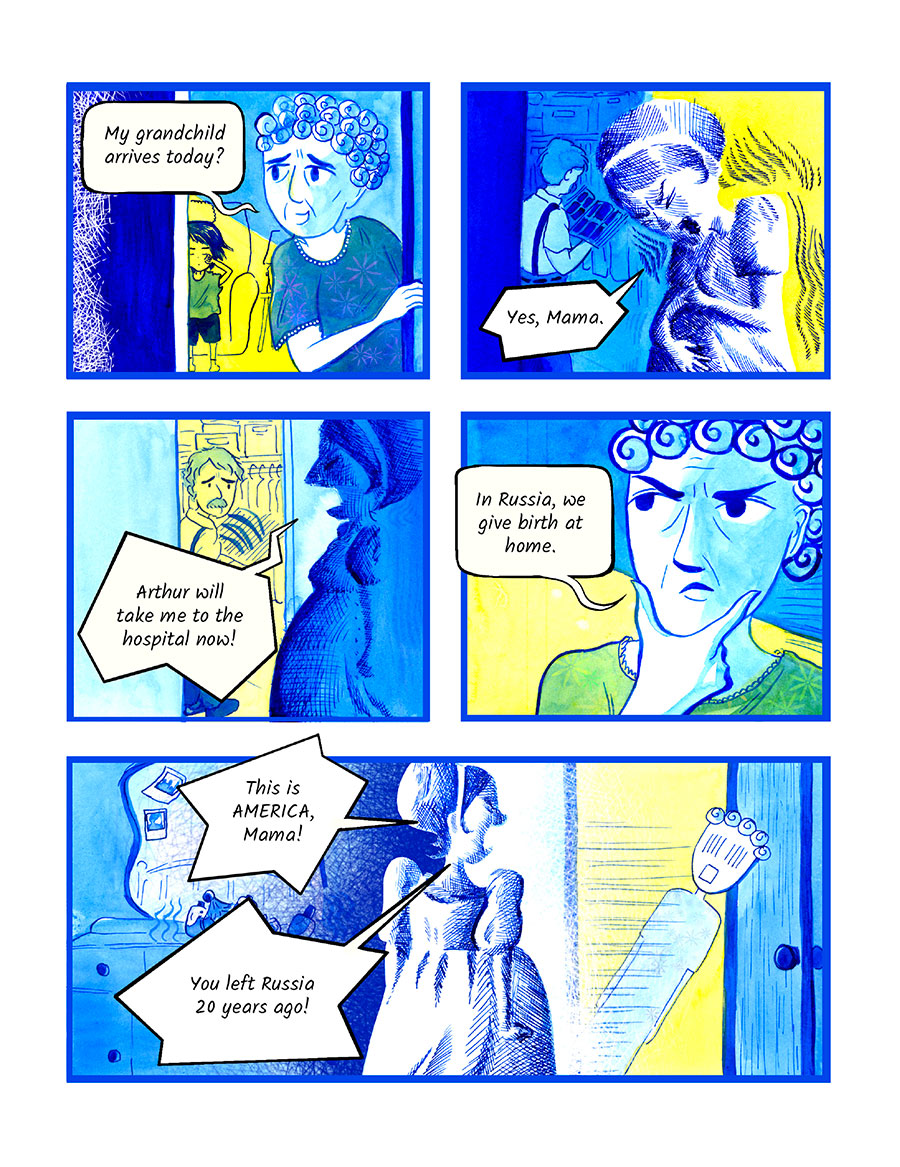 My grandchild
arrives today?
Yes, Mama.
Arthur will
take me to the
hospital now!
In Russia, we
give birth at
home.
This is
AMERICA,
Mama!
You left Russia
20 years ago!